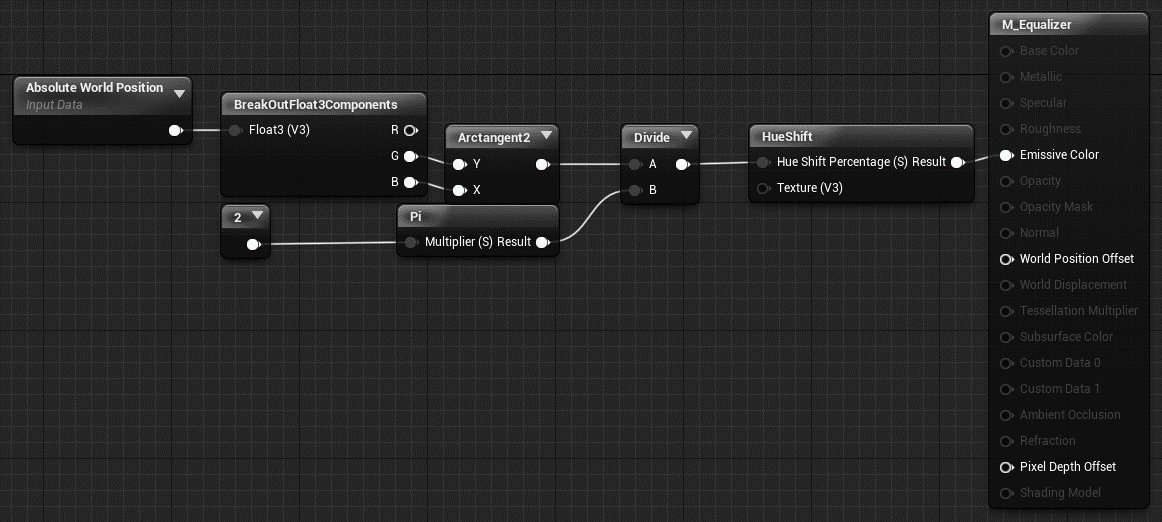 Absolute World Position
Input Data
BreakOutFloat3Components
Float3 (V3)
R
G
B
2
Arctangent2
Y
X
Pi
Multiplier (S) Result
Divide
A
B
HueShift
Hue Shift Percentage (S) Result
Texture (V3)
M_Equalizer
Base Color
Metallic
Specular
Roughness
Emissive Color
Opacity
Opacity Mask
Normal
World Position Offset
World Displacement
Tessellation Multiplier
Subsurface Color
Custom Data 0
Custom Data 1
Ambient Occlusion
Refraction
Pixel Depth Offset
Shading Model